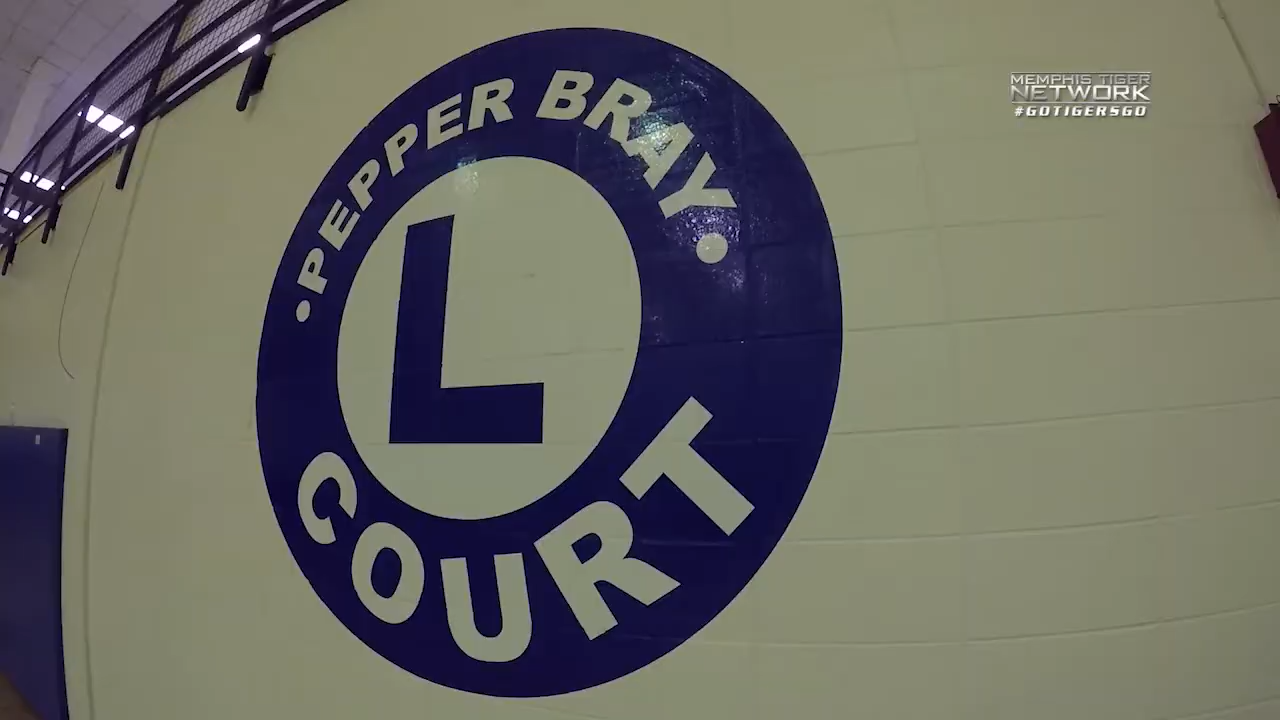 MEMPHIS TIGER
NETWORK
#GOTIGERSGO
•PEPPER BRAY•
L
COURT